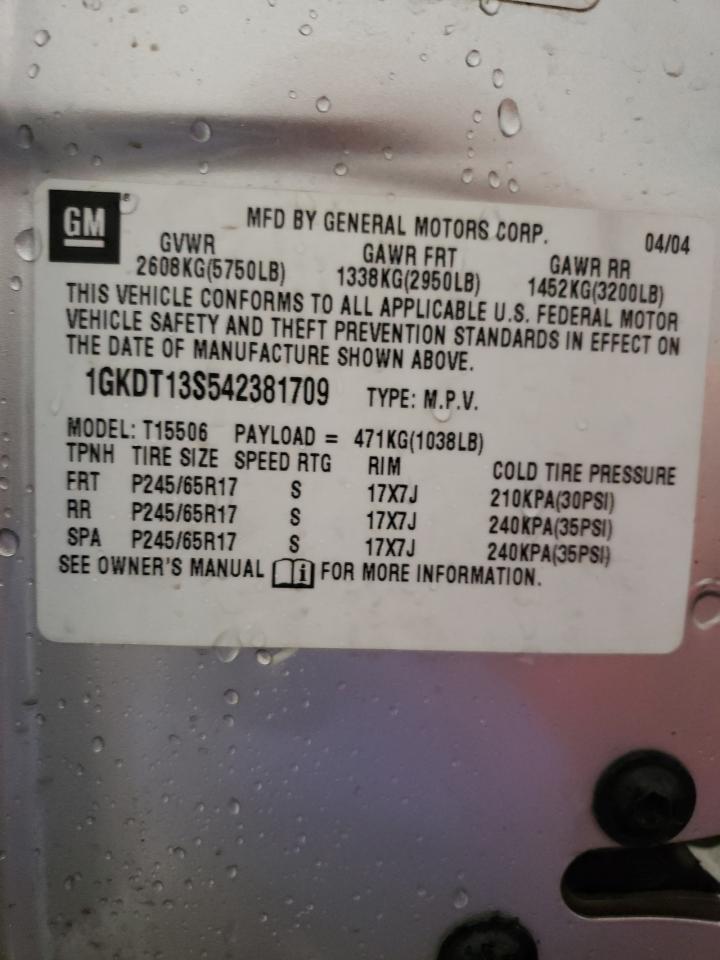 GM
®
MFD BY GENERAL MOTORS CORP. 04/04
GVWR GAWR FRT GAWR RR
2608KG(5750LB) 1338KG(2950LB) 1452KG(3200LB)
THIS VEHICLE CONFORMS TO ALL APPLICABLE U.S. FEDERAL MOTOR
VEHICLE SAFETY AND THEFT PREVENTION STANDARDS IN EFFECT ON
THE DATE OF MANUFACTURE SHOWN ABOVE.
1GKDT13S542381709 TYPE: M.P.V.
MODEL: T15506 PAYLOAD = 471KG(1038LB)
TPNH TIRE SIZE SPEED RTG RIM COLD TIRE PRESSURE
FRT P245/65R17 S 17X7J 210KPA(30PSI)
RR P245/65R17 S 17X7J 240KPA(35PSI)
SPA P245/65R17 S 17X7J 240KPA(35PSI)
SEE OWNER'S MANUAL i FOR MORE INFORMATION.